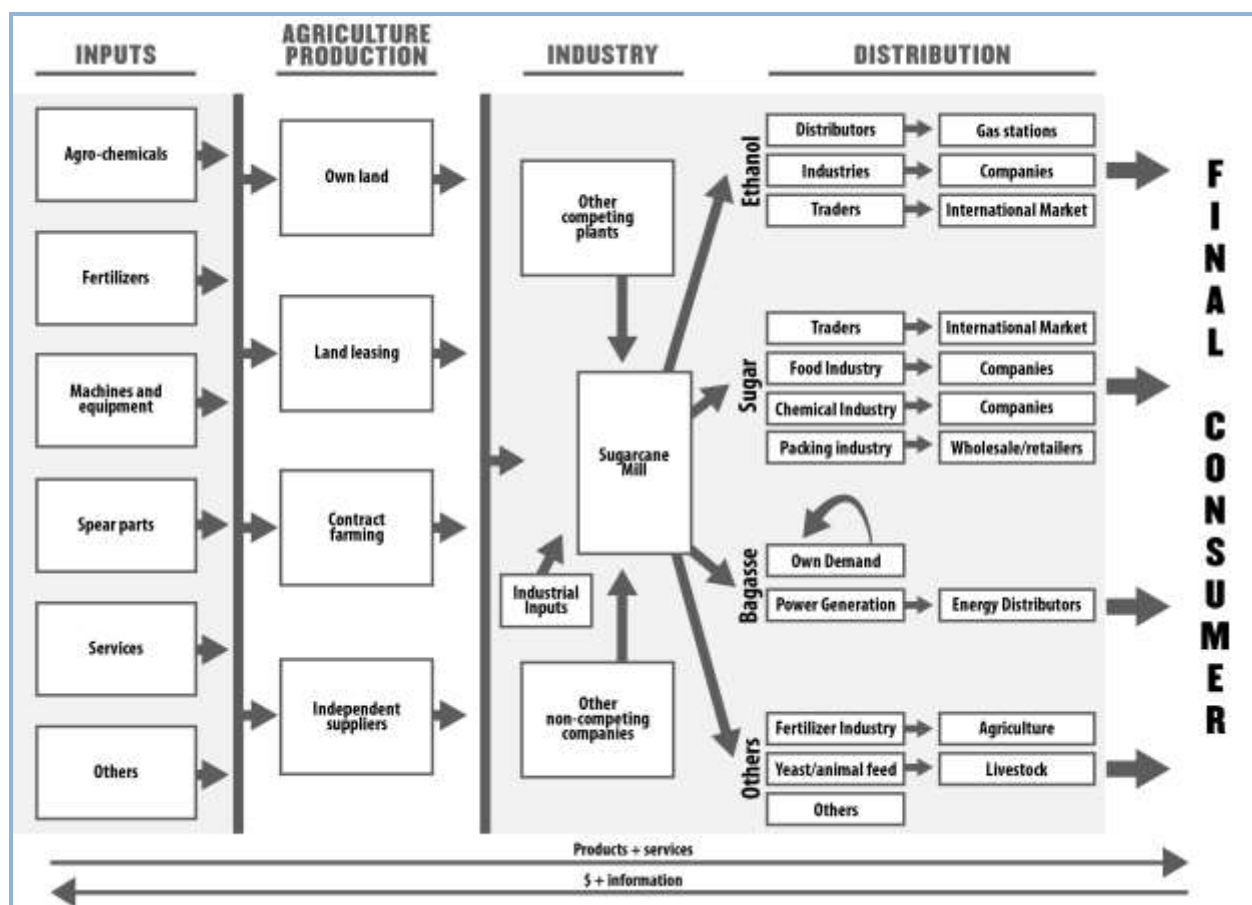 INPUTS
AGRICULTURE
PRODUCTION
INDUSTRY
DISTRIBUTION
Agro-chemicals
Fertilizers
Machines and
equipment
Spear parts
Services
Others
Own land
Land leasing
Contract
farming
Independent
suppliers
Other
competing
plants
Sugarcane
Mill
Industrial
Inputs
Other
non-competing
companies
Ethanol
Distributors
Gas stations
Industries
Companies
Traders
International Market
Sugar
Traders
International Market
Food Industry
Companies
Chemical Industry
Companies
Packing industry
Wholesale/retailers
Bagasse
Own Demand
Power Generation
Energy Distributors
Others
Fertilizer Industry
Agriculture
Yeast/animal feed
Livestock
Others
FINAL CONSUMER
Products + services
$ + information